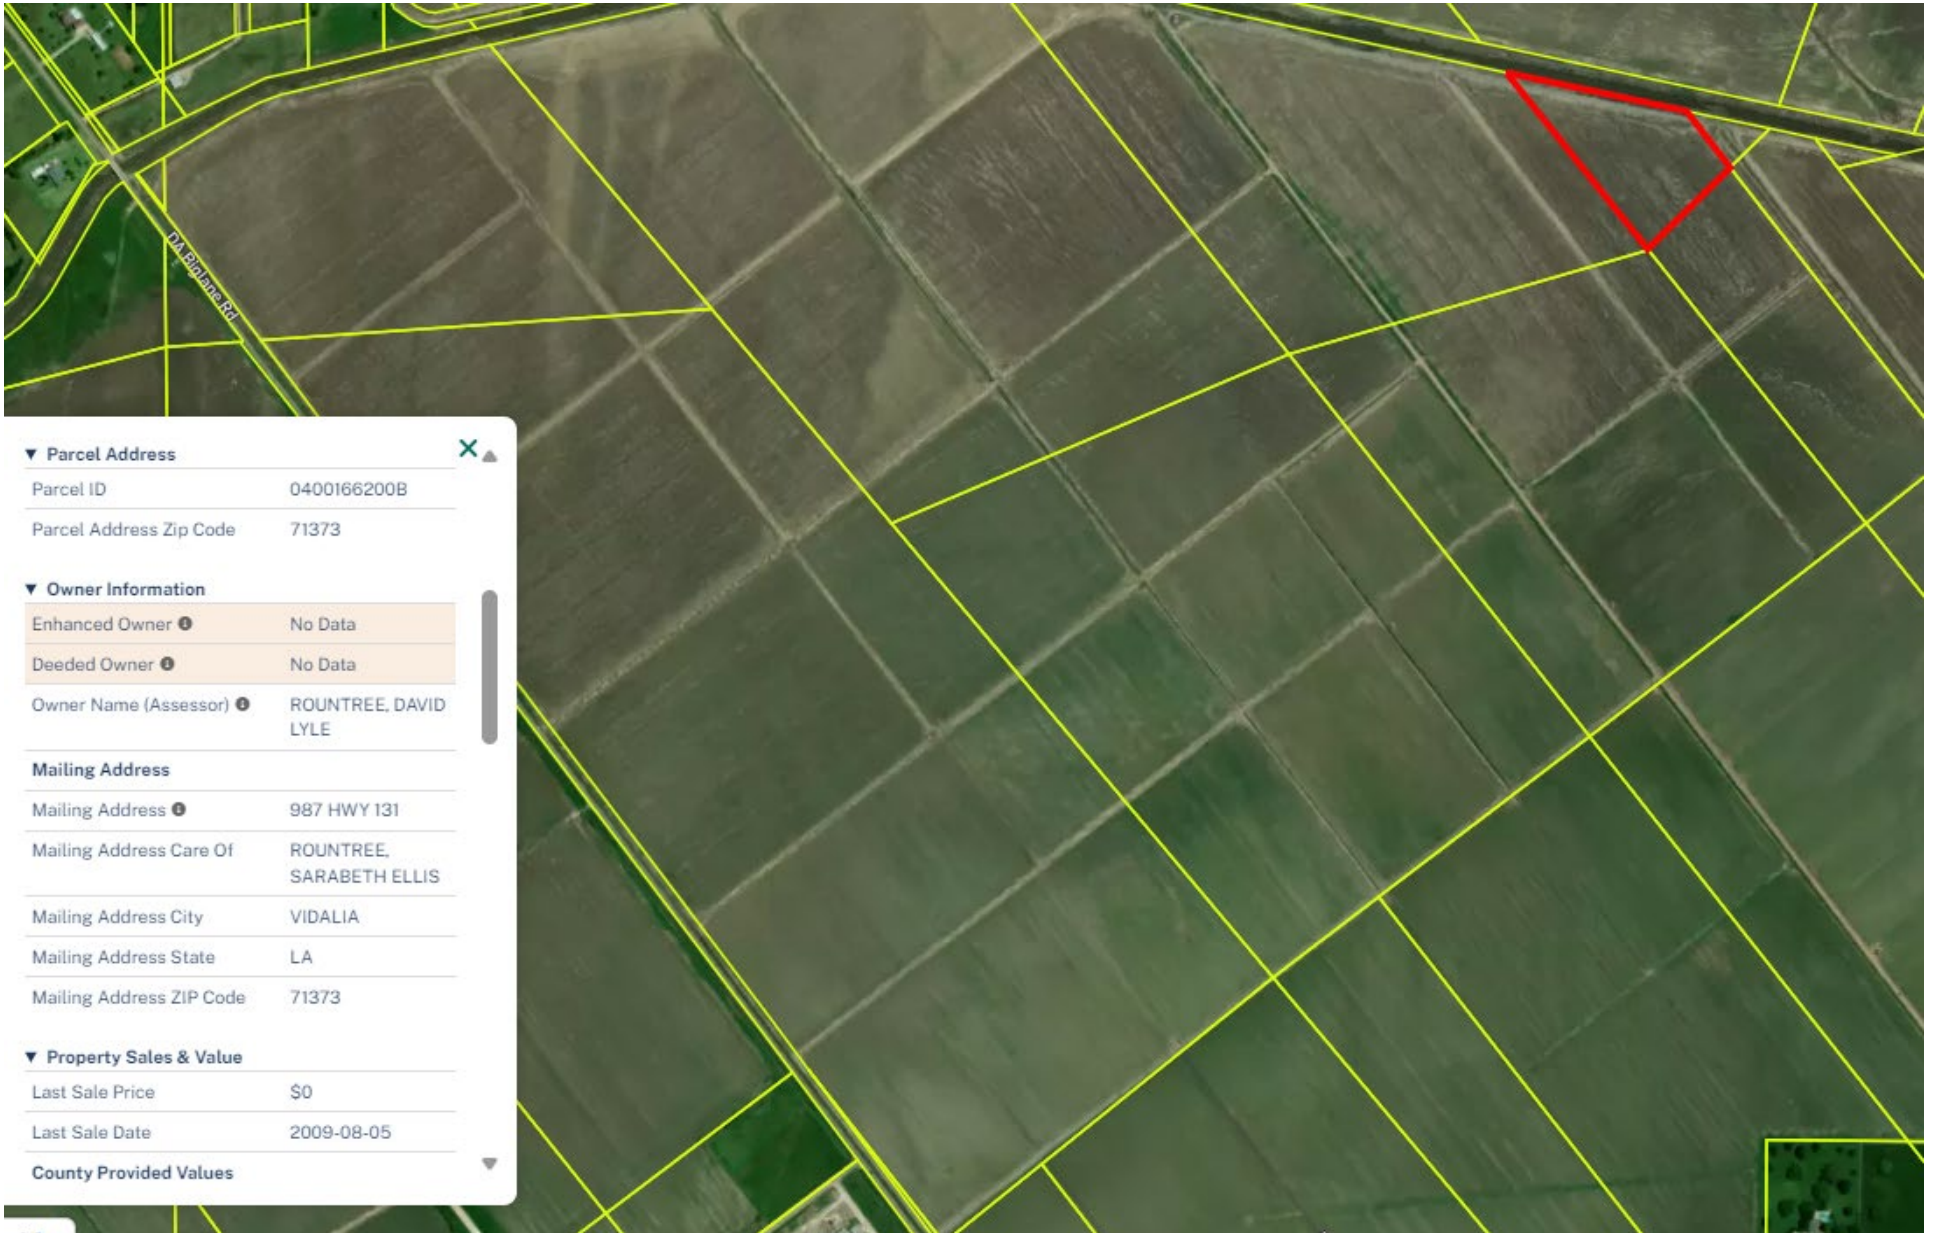 DA Biglane Rd
▼ Parcel Address
Parcel ID 0400166200B
Parcel Address Zip Code 71373
▼ Owner Information
Enhanced Owner No Data
Deeded Owner No Data
Owner Name (Assessor) ROUNTREE, DAVID
LYLE
Mailing Address
Mailing Address 987 HWY 131
Mailing Address Care Of ROUNTREE,
SARABETH ELLIS
Mailing Address City VIDALIA
Mailing Address State LA
Mailing Address ZIP Code 71373
▼ Property Sales & Value
Last Sale Price $0
Last Sale Date 2009-08-05
County Provided Values